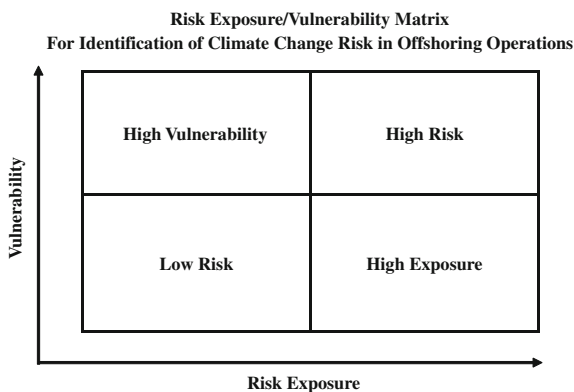 Risk Exposure/Vulnerability Matrix
For Identification of Climate Change Risk in Offshoring Operations
Vulnerability
High Vulnerability
High Risk
Low Risk
High Exposure
Risk Exposure